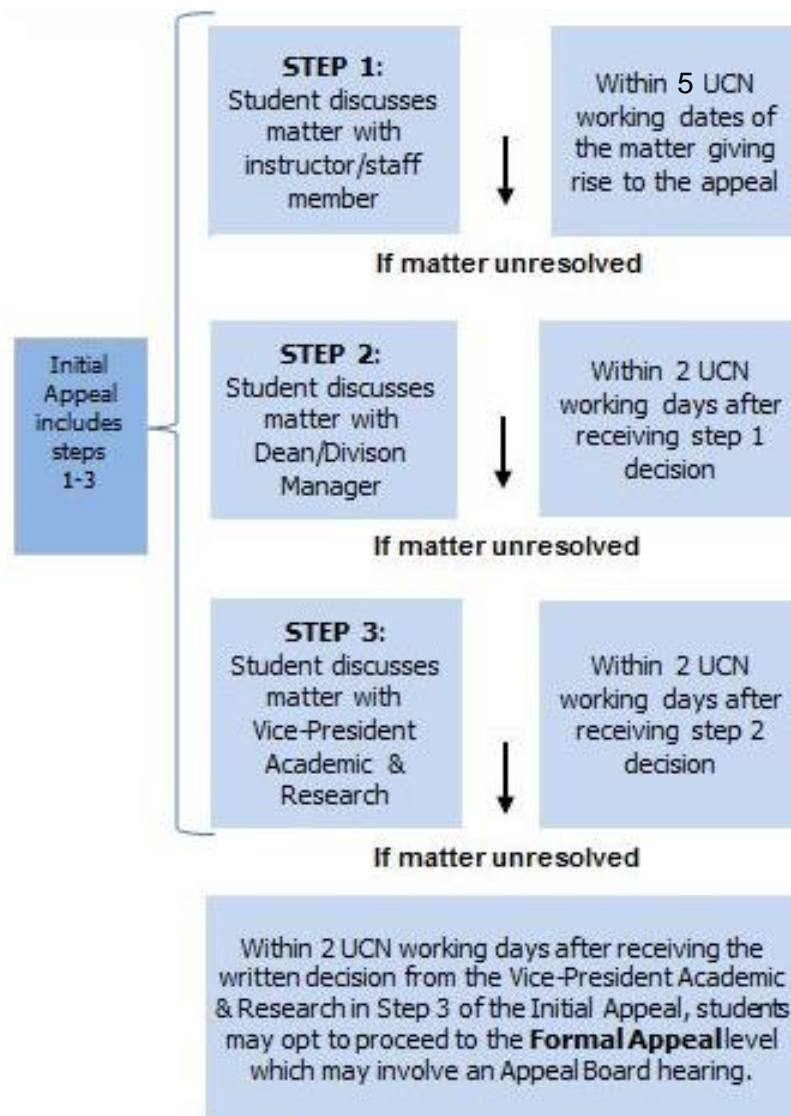 STEP 1:
Student discusses
matter with
instructor/staff
member
Within 5 UCN
working dates of
the matter giving
rise to the appeal
If matter unresolved
Initial
Appeal
includes
steps
1-3
STEP 2:
Student discusses
matter with
Dean/Divison
Manager
Within 2 UCN
working days after
receiving step 1
decision
If matter unresolved
STEP 3:
Student discusses
matter with
Vice-President
Academic &
Research
Within 2 UCN
working days after
receiving step 2
decision
If matter unresolved
Within 2 UCN working days after receiving the
written decision from the Vice-President Academic
& Research in Step 3 of the Initial Appeal, students
may opt to proceed to the Formal Appeal level
which may involve an Appeal Board hearing.